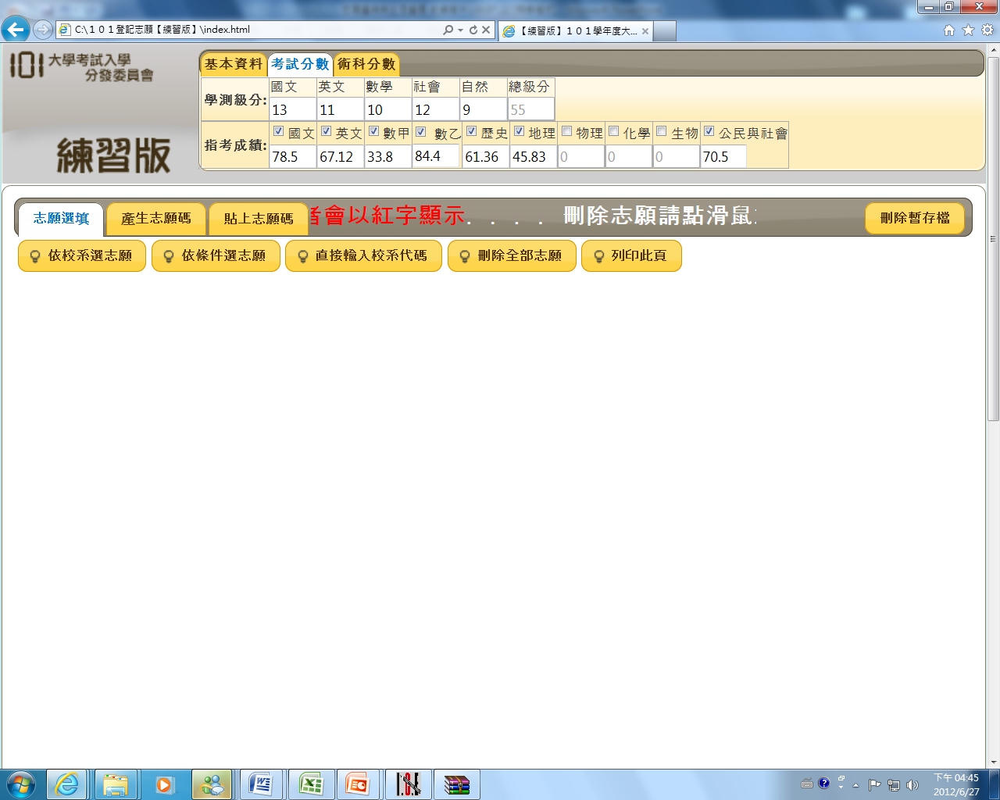 C:\１０１登記志願【練習版】\index.html
【練習版】１０１學年度大...
101 大學考試入學
分發委員會
練習版
基本資料 考試分數 術科分數
學測級分: 國文 英文 數學 社會 自然 總級分
13 11 10 12 9 55
指考成績: 國文 英文 數甲 數乙 歷史 地理 物理 化學 生物 公民與社會
78.5 67.12 33.8 84.4 61.36 45.83 0 0 0 70.5
志願選填 產生志願碼 貼上志願碼 者會以紅字顯示．．．． 刪除志願請點滑鼠 刪除暫存檔
依校系選志願 依條件選志願 直接輸入校系代碼 刪除全部志願 列印此頁
下午 04:45
2012/6/27